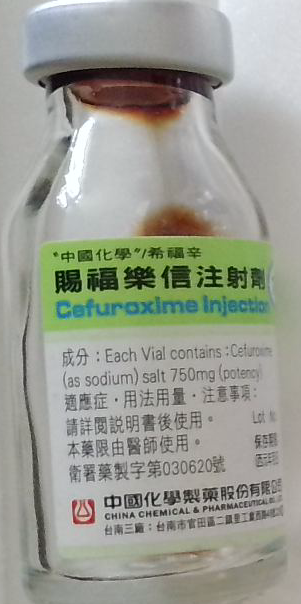 "中國化學"/希福辛
賜福樂信注射劑
Cefuroxime Injection
成分：Each Vial contains：Cefuroxime
(as sodium) salt 750mg (potency)
適應症・用法用量・注意事項：
請詳閱說明書後使用。 Lot No
本藥限由醫師使用。
衛署藥製字第030620號
中國化學製藥股份有限公司
CHINA CHEMICAL & PHARMACEUTICAL CO.
台南三廠：台南市官田區二鎮里工業西路